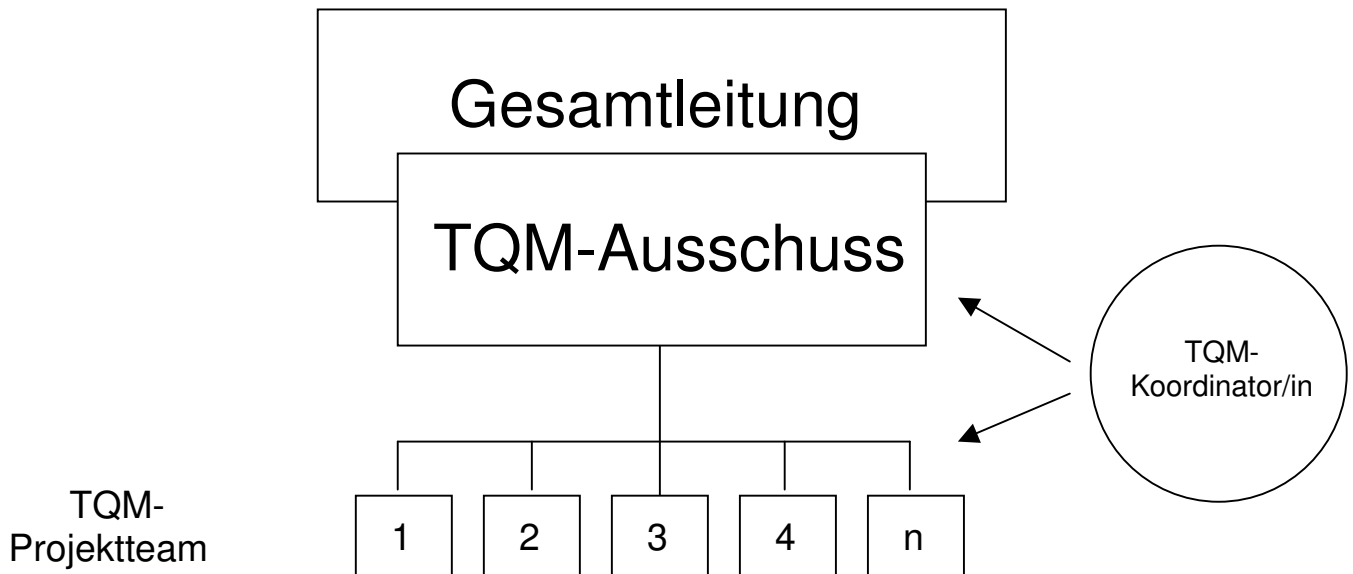 Gesamtleitung
TQM-Ausschuss
TQM-
Koordinator/in
TQM-
Projektteam
1 2 3 4 n